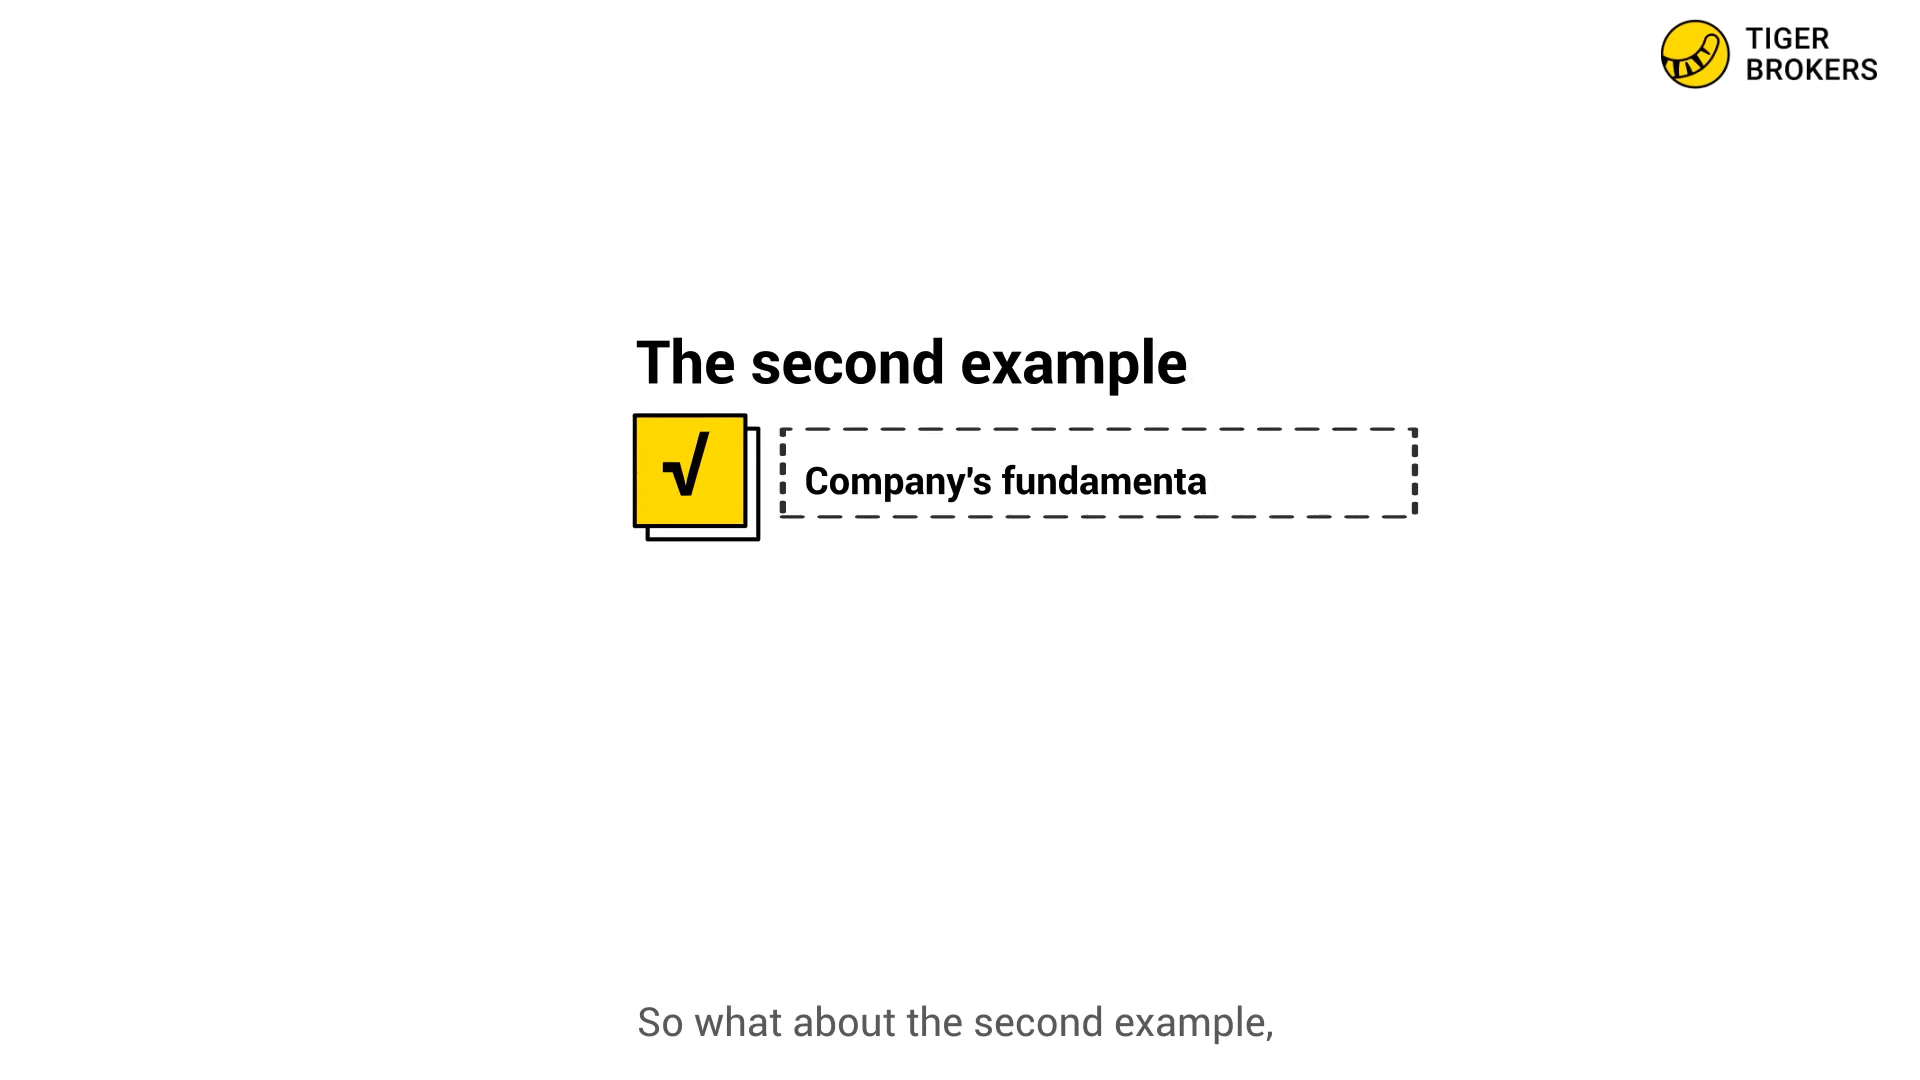 TIGER
BROKERS
The second example
√
Company's fundamenta
So what about the second example,